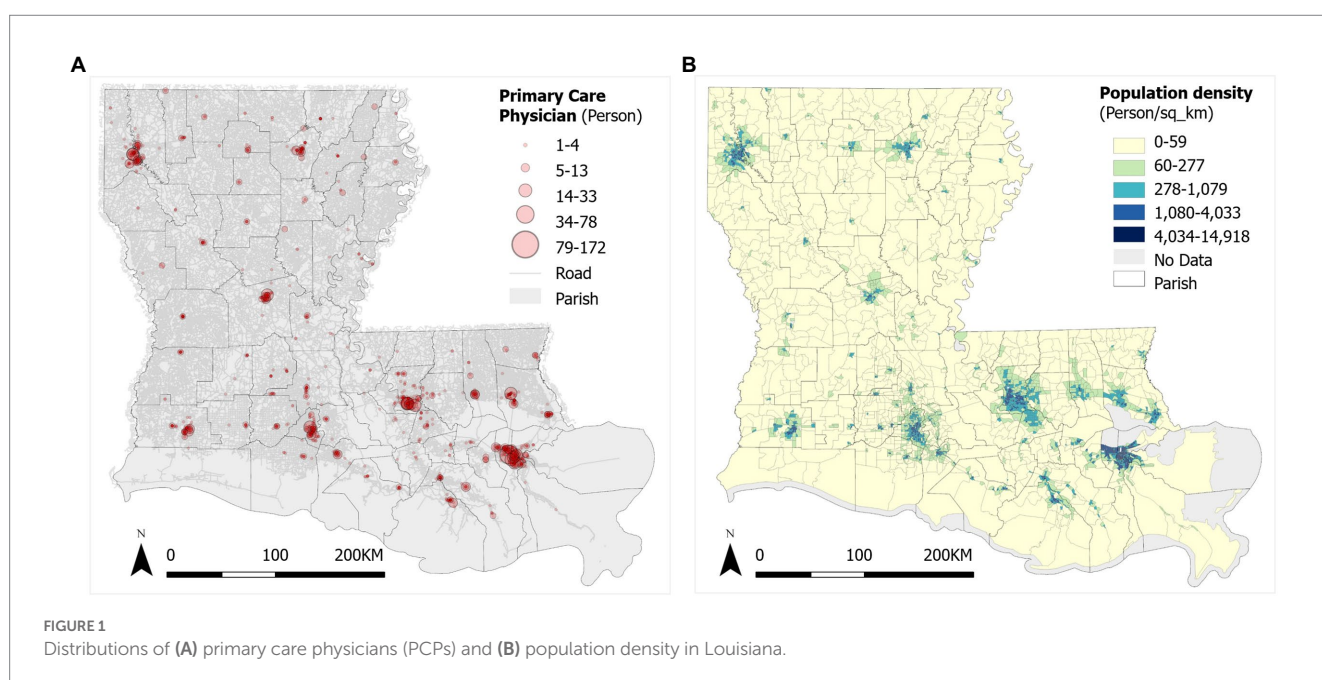 A
Primary Care
Physician (Person)
1-4
5-13
14-33
34-78
79-172
Road
Parish
N
0 100 200KM
B
Population density
(Person/sq_km)
0-59
60-277
278-1,079
1,080-4,033
4,034-14,918
No Data
Parish
N
0 100 200KM
FIGURE 1
Distributions of (A) primary care physicians (PCPs) and (B) population density in Louisiana.